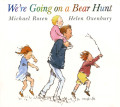 We're Going on a Bear Hunt
Michael Rosen Helen Oxenbury